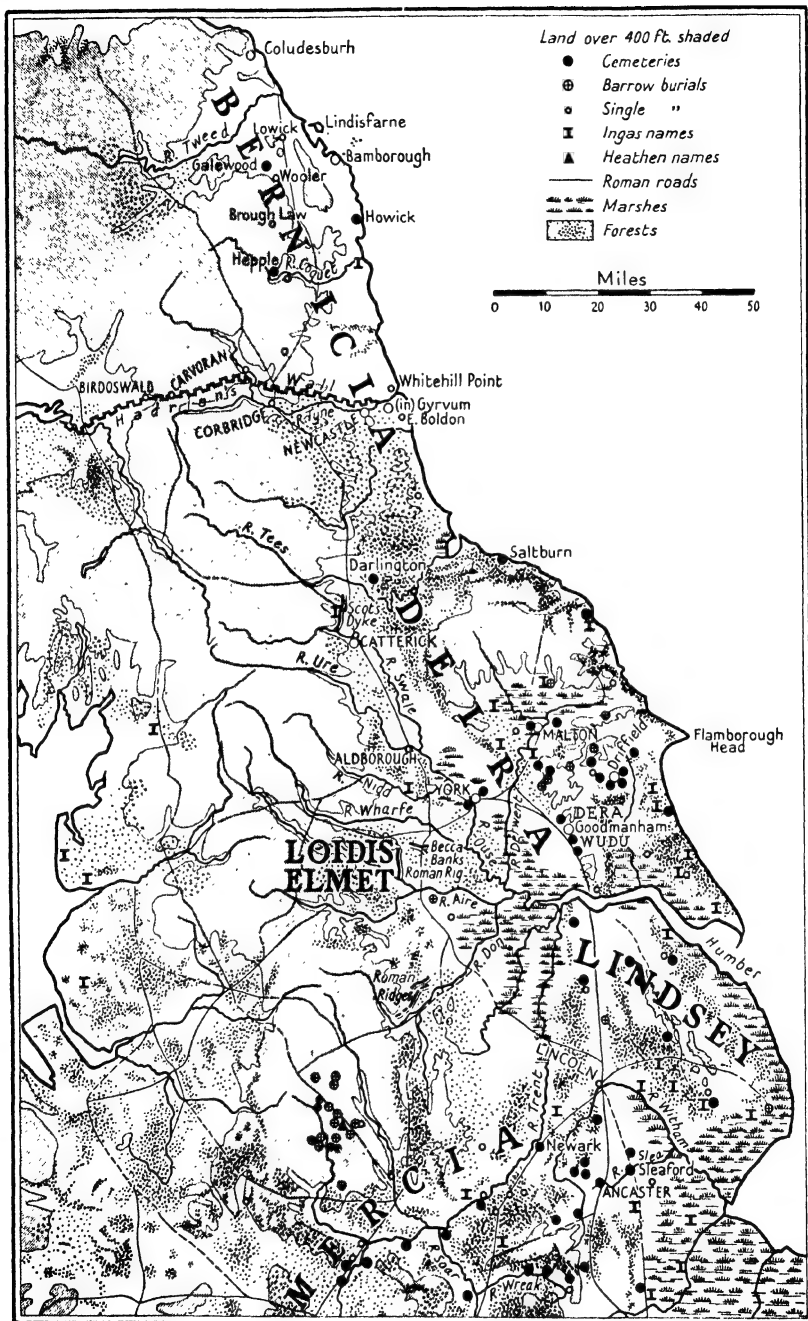 Land over 400 ft. shaded
Cemeteries
Barrow burials
Single "
Ingas names
Heathen names
Roman roads
Marshes
Forests
Miles
0 10 20 30 40 50
Coludesburh
BERNICIA
R. Tweed
Lowick
Lindisfarne
Galewood
Bamborough
Wooler
Brough Law
Howick
Hepple
R. Coquet
BIRDOSWALD
CARVORAN
Hadrians Wall
Whitehill Point
CORBRIDGE
NEWCASTLE
(in) Gyrvum
E. Boldon
R. Tees
Darlington
Saltburn
Scots Dyke
CATTERICK
DEIRA
R. Ure
R. Swale
MALTON
Flamborough
Head
Driffield
ALDBOROUGH
R. Nidd
YORK
R. Wharfe
R. Ouse
R. Derwent
DERA
Goodmanham
WUDU
LOIDIS
ELMET
Becca
Banks
Roman Rig
R. Aire
Humber
R. Don
LINDSEY
Roman
Ridges
LINCOLN
R. Trent
R. Witham
MERCIA
Newark
R. Slea
Sleaford
ANCASTER
R. Soar
R. Wreak